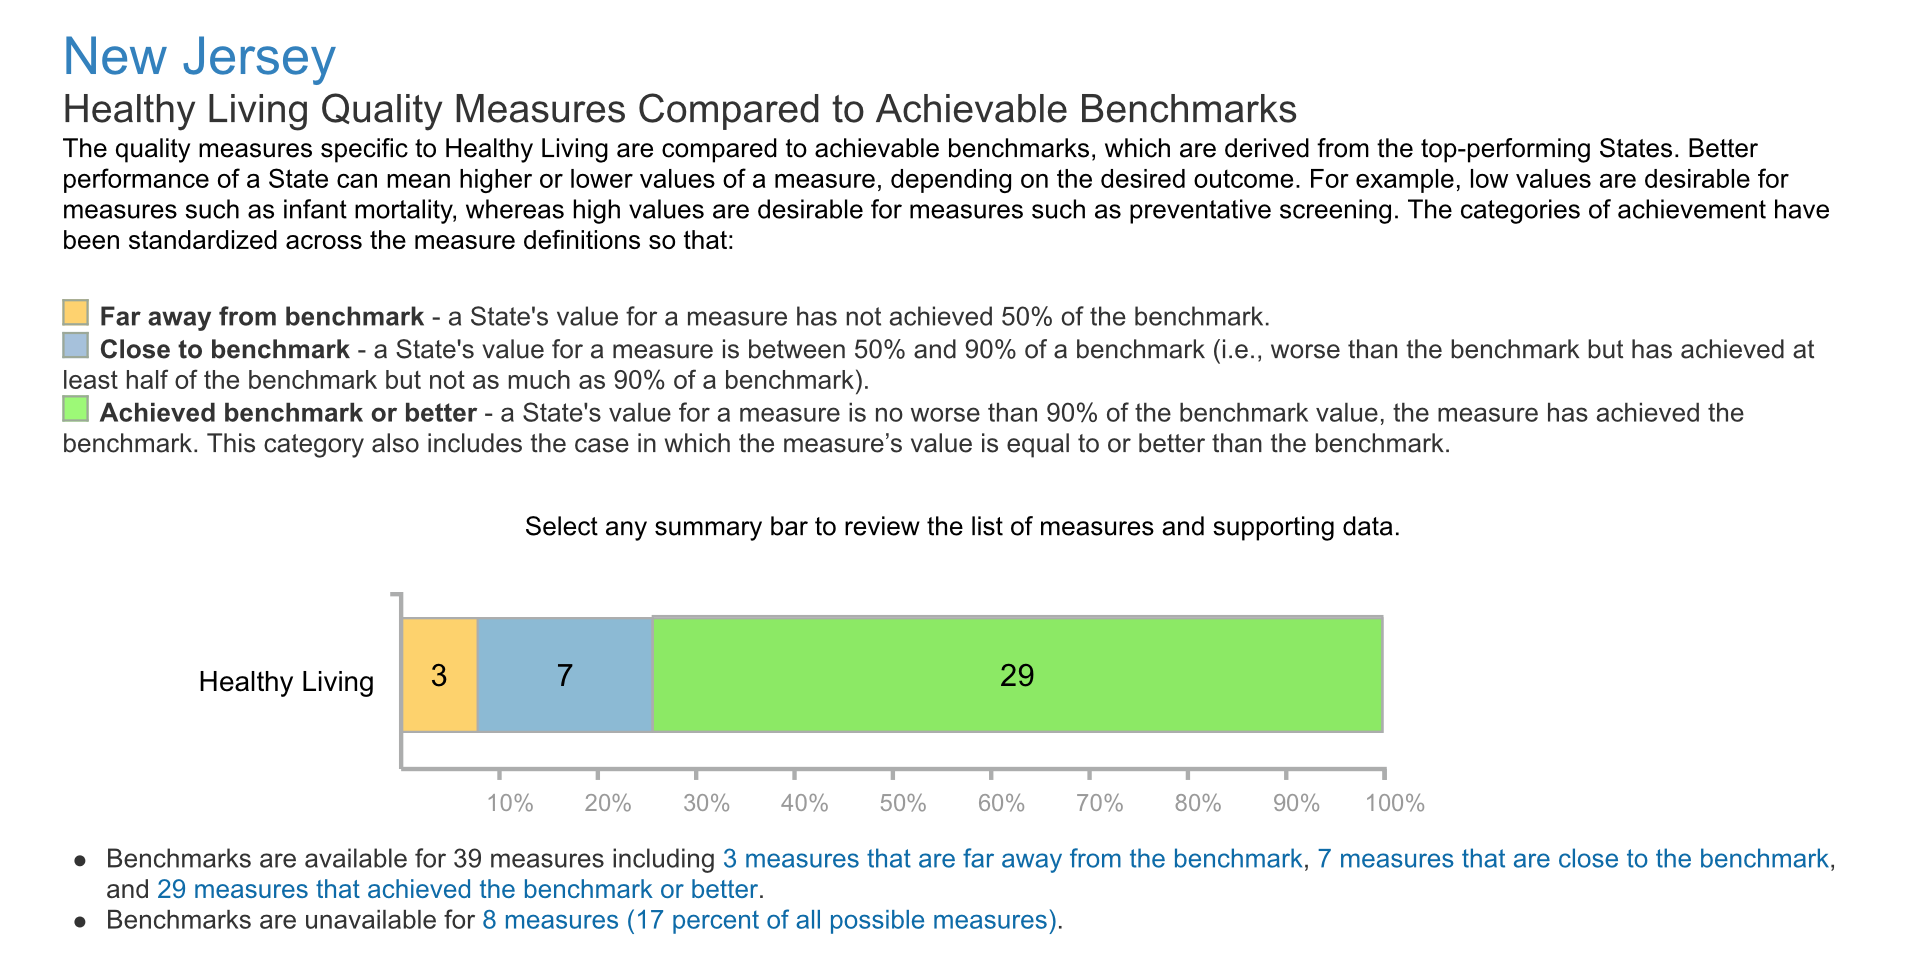 New Jersey
Healthy Living Quality Measures Compared to Achievable Benchmarks
The quality measures specific to Healthy Living are compared to achievable benchmarks, which are derived from the top-performing States. Better
performance of a State can mean higher or lower values of a measure, depending on the desired outcome. For example, low values are desirable for
measures such as infant mortality, whereas high values are desirable for measures such as preventative screening. The categories of achievement have
been standardized across the measure definitions so that:
Far away from benchmark - a State's value for a measure has not achieved 50% of the benchmark.
Close to benchmark - a State's value for a measure is between 50% and 90% of a benchmark (i.e., worse than the benchmark but has achieved at
least half of the benchmark but not as much as 90% of a benchmark).
Achieved benchmark or better - a State's value for a measure is no worse than 90% of the benchmark value, the measure has achieved the
benchmark. This category also includes the case in which the measure’s value is equal to or better than the benchmark.
Select any summary bar to review the list of measures and supporting data.
Healthy Living 3 7 29
10% 20% 30% 40% 50% 60% 70% 80% 90% 100%
● Benchmarks are available for 39 measures including 3 measures that are far away from the benchmark, 7 measures that are close to the benchmark,
and 29 measures that achieved the benchmark or better.
● Benchmarks are unavailable for 8 measures (17 percent of all possible measures).